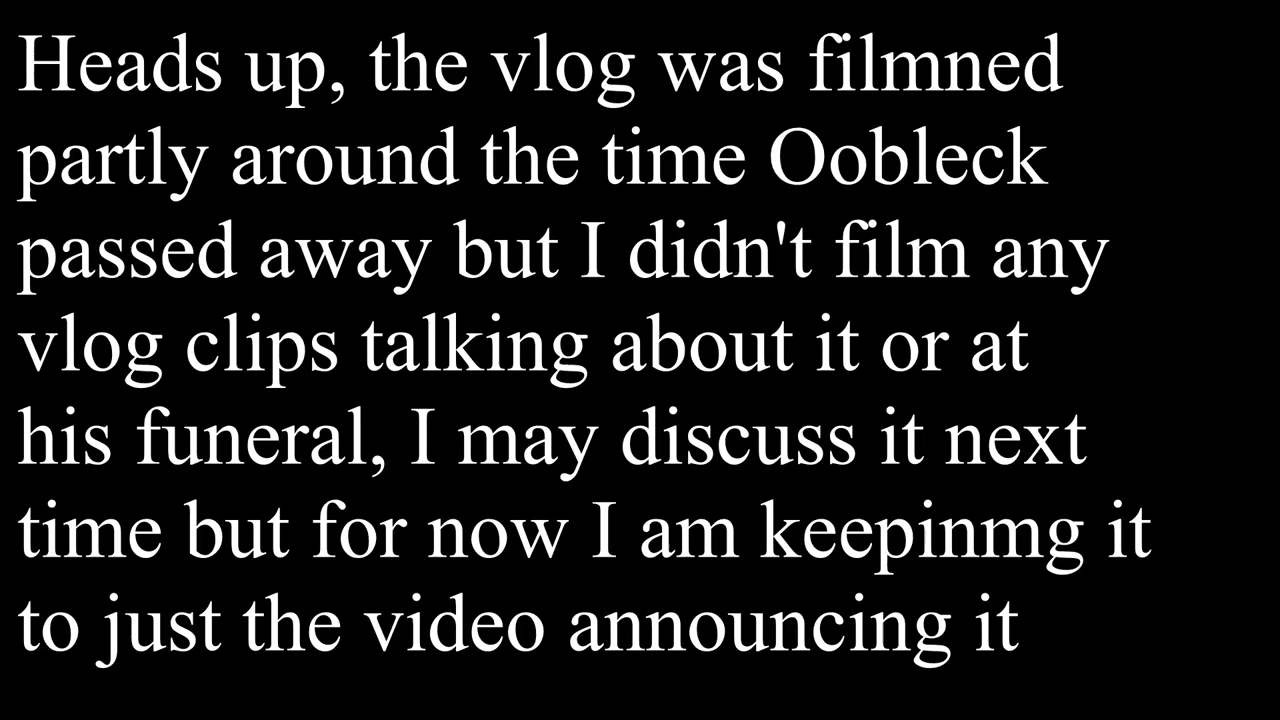 Heads up, the vlog was filmned
partly around the time Oobleck
passed away but I didn't film any
vlog clips talking about it or at
his funeral, I may discuss it next
time but for now I am keepinmg it
to just the video announcing it